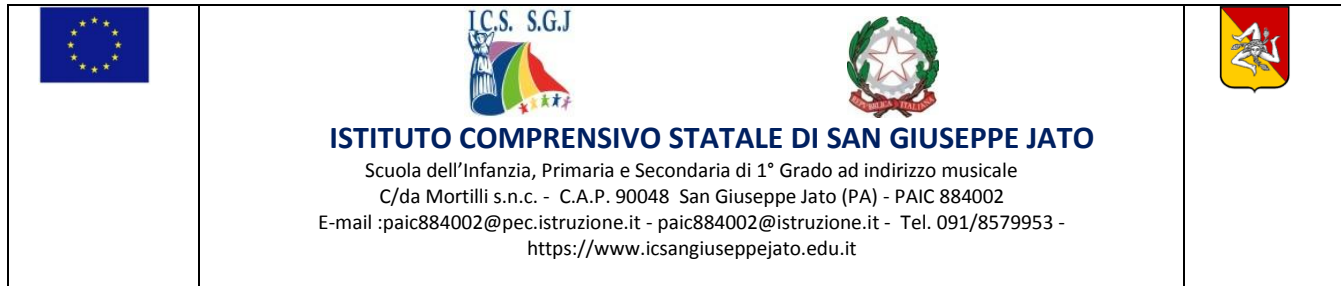 I.C.S. S.G.J
REPVBBLICA ITALIANA
ISTITUTO COMPRENSIVO STATALE DI SAN GIUSEPPE JATO
Scuola dell’Infanzia, Primaria e Secondaria di 1° Grado ad indirizzo musicale
C/da Mortilli s.n.c. - C.A.P. 90048 San Giuseppe Jato (PA) - PAIC 884002
E-mail :paic884002@pec.istruzione.it - paic884002@istruzione.it - Tel. 091/8579953 -
https://www.icsangiuseppejato.edu.it